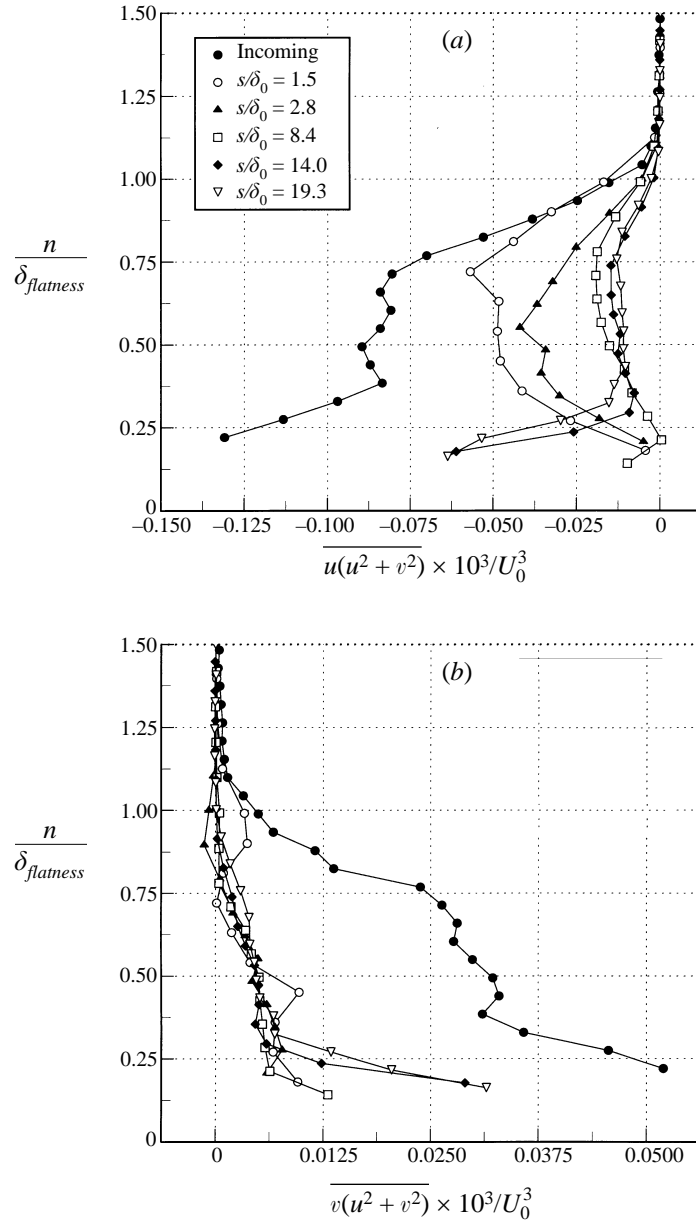 1.50
1.25
1.00
0.75
0.50
0.25
0
n
δflatness
(a)
Incoming
s/δ0 = 1.5
s/δ0 = 2.8
s/δ0 = 8.4
s/δ0 = 14.0
s/δ0 = 19.3
−0.150 −0.125 −0.100 −0.075 −0.050 −0.025 0
u(u² + v²) × 10³/U₀³
1.50
1.25
1.00
0.75
0.50
0.25
0
n
δflatness
(b)
0 0.0125 0.0250 0.0375 0.0500
v(u² + v²) × 10³/U₀³